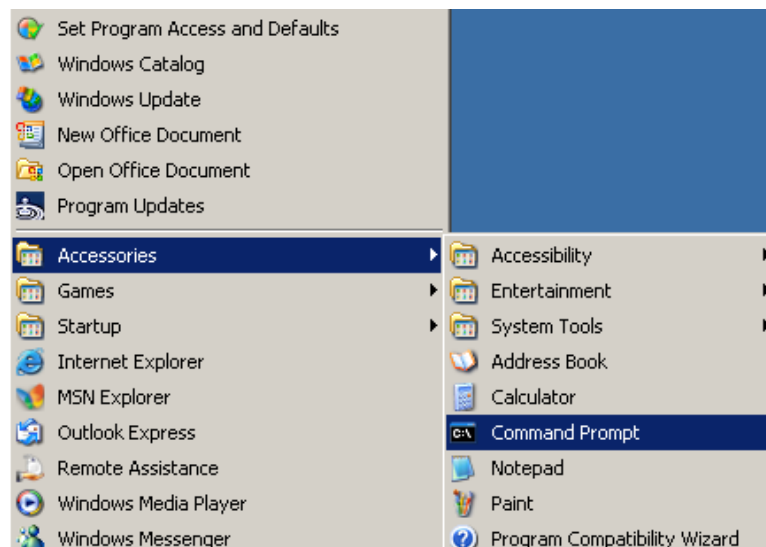 Set Program Access and Defaults
Windows Catalog
Windows Update
New Office Document
Open Office Document
Program Updates
Accessories
Games
Startup
Internet Explorer
MSN Explorer
Outlook Express
Remote Assistance
Windows Media Player
Windows Messenger
Accessibility
Entertainment
System Tools
Address Book
Calculator
C:\ Command Prompt
Notepad
Paint
Program Compatibility Wizard